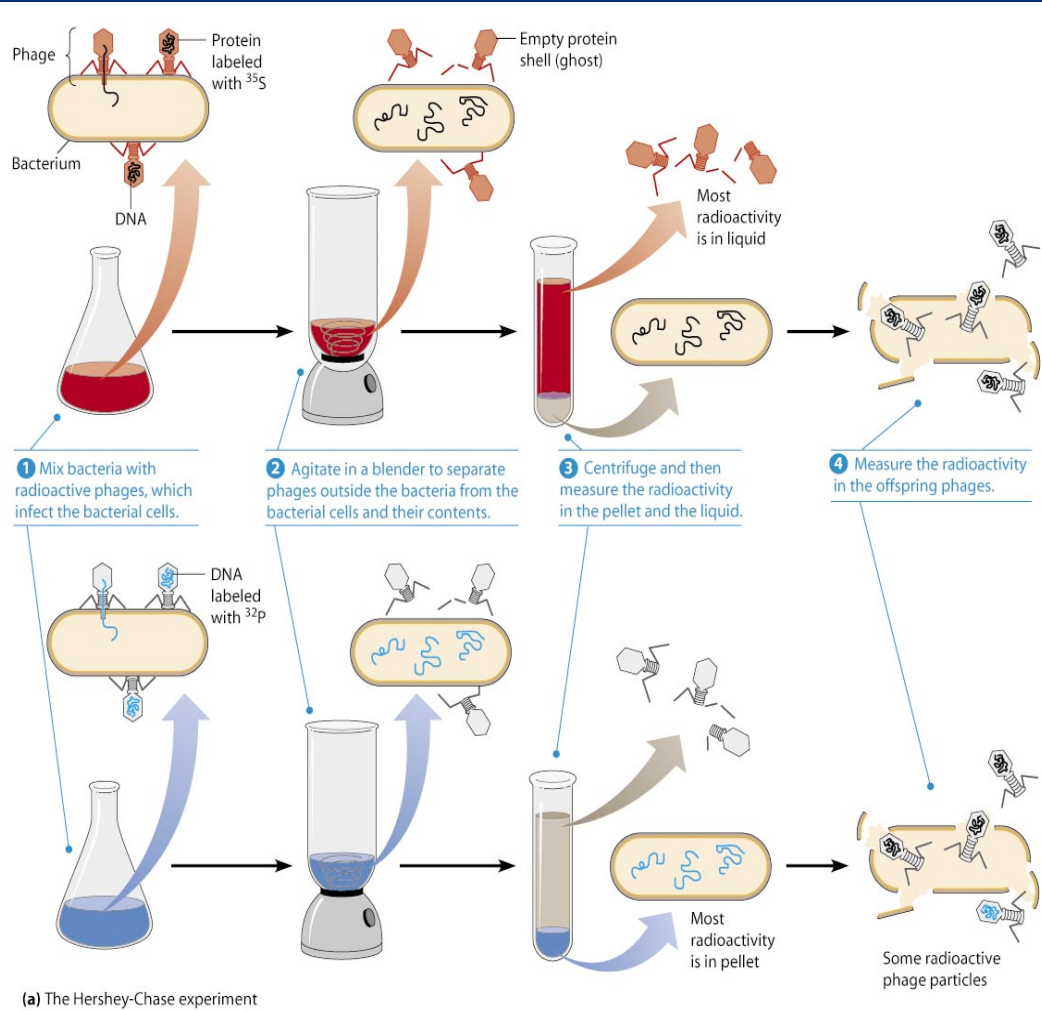 Phage
Protein
labeled
with ³⁵S
Bacterium
DNA
Empty protein
shell (ghost)
Most
radioactivity
is in liquid
1 Mix bacteria with
radioactive phages, which
infect the bacterial cells.
2 Agitate in a blender to separate
phages outside the bacteria from the
bacterial cells and their contents.
3 Centrifuge and then
measure the radioactivity
in the pellet and the liquid.
4 Measure the radioactivity
in the offspring phages.
DNA
labeled
with ³²P
Most
radioactivity
is in pellet
Some radioactive
phage particles
(a) The Hershey-Chase experiment